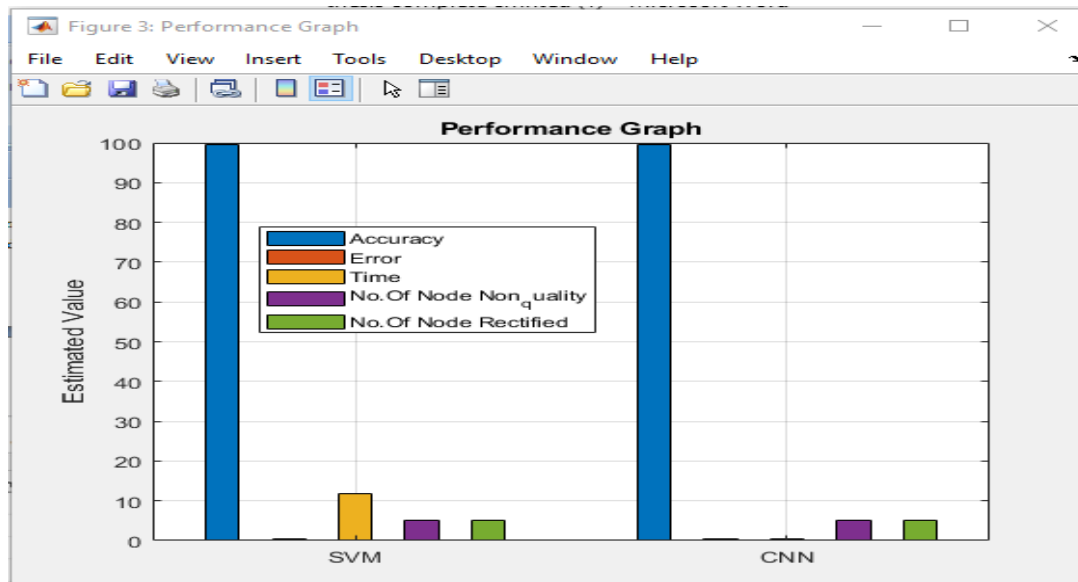 Figure 3: Performance Graph
File Edit View Insert Tools Desktop Window Help
Performance Graph
100
90
80
70
60
50
40
30
20
10
0
Estimated Value
Accuracy
Error
Time
No.Of Node Non_quality
No.Of Node Rectified
SVM CNN